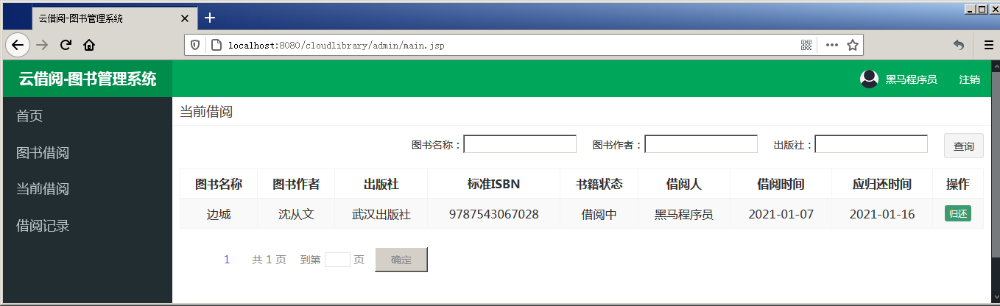 云借阅-图书管理系统
localhost:8080/cloudlibrary/admin/main.jsp
云借阅-图书管理系统 黑马程序员 注销
首页
图书借阅
当前借阅
借阅记录
当前借阅
图书名称： 图书作者： 出版社： 查询
图书名称 图书作者 出版社 标准ISBN 书籍状态 借阅人 借阅时间 应归还时间 操作
边城 沈从文 武汉出版社 9787543067028 借阅中 黑马程序员 2021-01-07 2021-01-16 归还
1 共 1 页 到第 页 确定